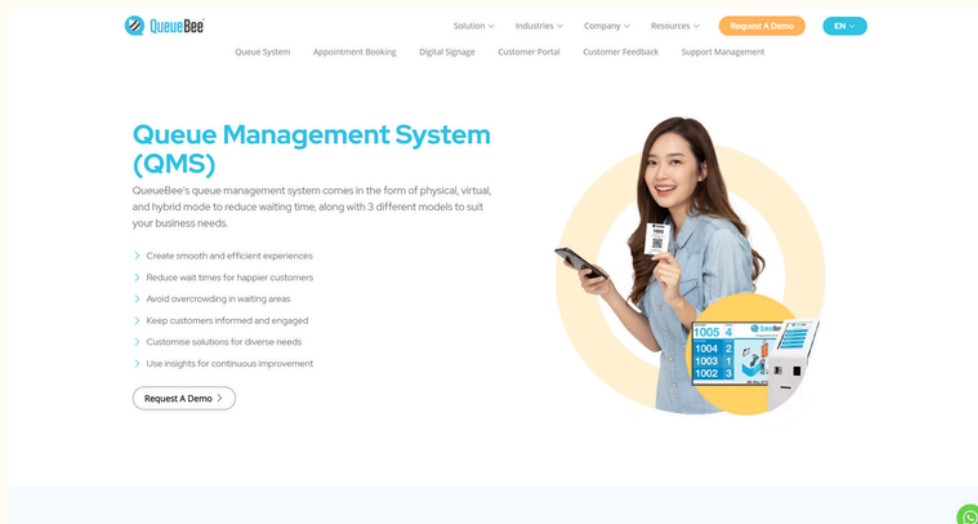 QueueBee
Solution
Industries
Company
Resources
Request A Demo
EN
Queue System
Appointment Booking
Digital Signage
Customer Portal
Customer Feedback
Support Management
Queue Management System
(QMS)
QueueBee's queue management system comes in the form of physical, virtual,
and hybrid mode to reduce waiting time, along with 3 different models to suit
your business needs.
Create smooth and efficient experiences
Reduce wait times for happier customers
Avoid overcrowding in waiting areas
Keep customers informed and engaged
Customise solutions for diverse needs
Use insights for continuous improvement
Request A Demo
1005
1005 4
QueueBee
1004 2
1003 1
1002 3